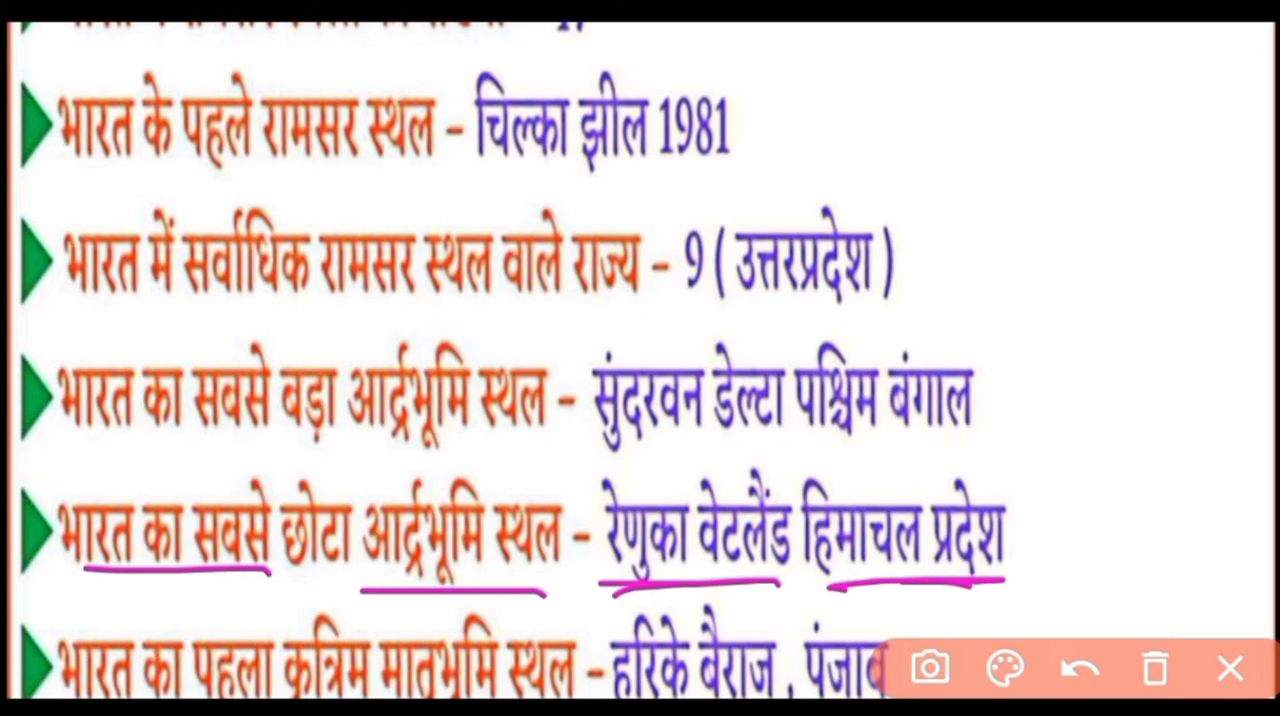 भारत के पहले रामसर स्थल – चिल्का झील 1981
भारत में सर्वाधिक रामसर स्थल वाले राज्य – 9 ( उत्तरप्रदेश )
भारत का सबसे बड़ा आर्द्रभूमि स्थल – सुंदरवन डेल्टा पश्चिम बंगाल
भारत का सबसे छोटा आर्द्रभूमि स्थल – रेणुका वेटलैंड हिमाचल प्रदेश
भारत का पहला कृत्रिम मातृभूमि स्थल – हरिके बैराज , पंजाब